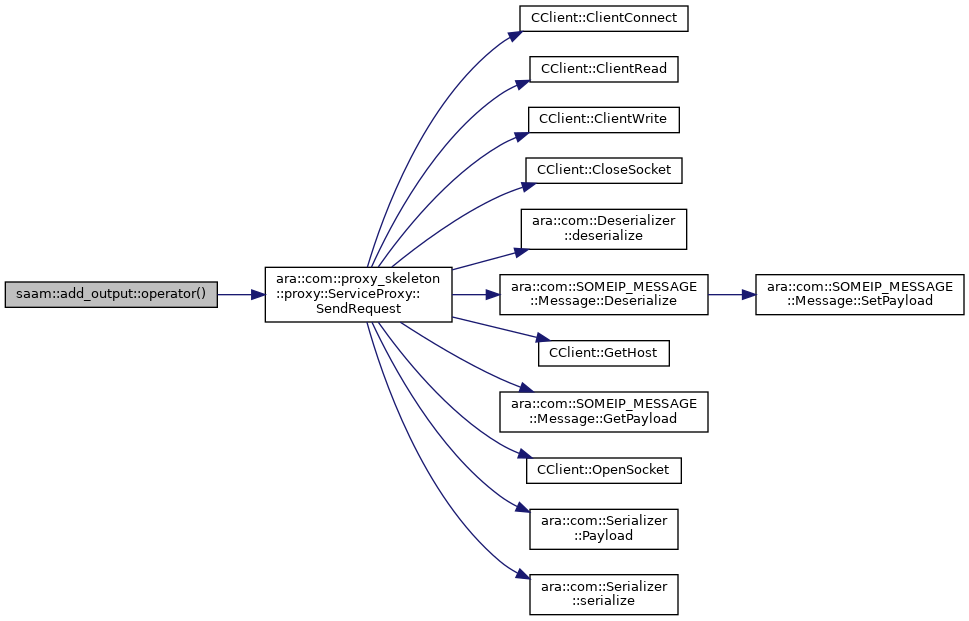 saam::add_output::operator()
ara::com::proxy_skeleton
::proxy::ServiceProxy::
SendRequest
CClient::ClientConnect
CClient::ClientRead
CClient::ClientWrite
CClient::CloseSocket
ara::com::Deserializer
::deserialize
ara::com::SOMEIP_MESSAGE
::Message::Deserialize
ara::com::SOMEIP_MESSAGE
::Message::SetPayload
CClient::GetHost
ara::com::SOMEIP_MESSAGE
::Message::GetPayload
CClient::OpenSocket
ara::com::Serializer
::Payload
ara::com::Serializer
::serialize